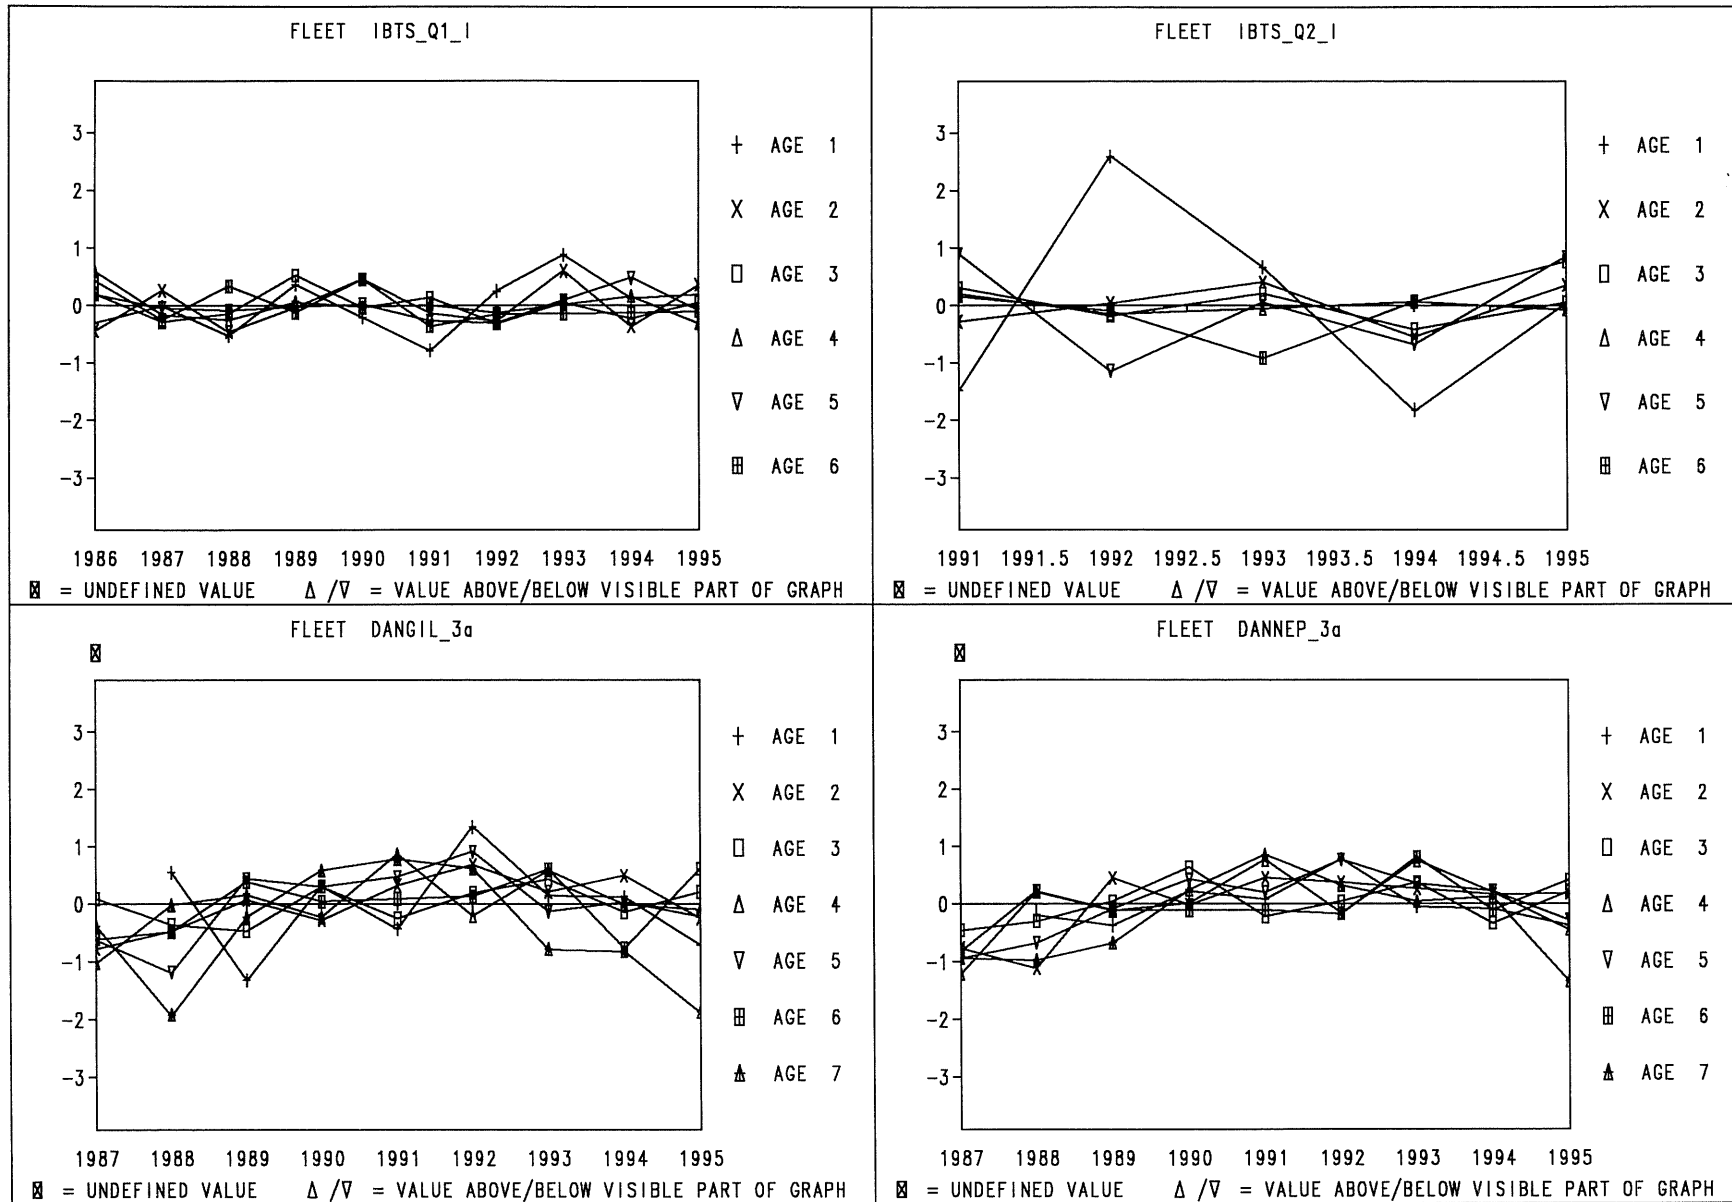 FLEET IBTS_Q1_I
3
2
1
0
-1
-2
-3
+ AGE 1
X AGE 2
□ AGE 3
Δ AGE 4
∇ AGE 5
⊞ AGE 6
1986 1987 1988 1989 1990 1991 1992 1993 1994 1995
⊠ = UNDEFINED VALUE Δ /∇ = VALUE ABOVE/BELOW VISIBLE PART OF GRAPH
FLEET IBTS_Q2_I
3
2
1
0
-1
-2
-3
+ AGE 1
X AGE 2
□ AGE 3
Δ AGE 4
∇ AGE 5
⊞ AGE 6
1991 1991.5 1992 1992.5 1993 1993.5 1994 1994.5 1995
⊠ = UNDEFINED VALUE Δ /∇ = VALUE ABOVE/BELOW VISIBLE PART OF GRAPH
FLEET DANGIL_3a
3
2
1
0
-1
-2
-3
+ AGE 1
X AGE 2
□ AGE 3
Δ AGE 4
∇ AGE 5
⊞ AGE 6
AGE 7
1987 1988 1989 1990 1991 1992 1993 1994 1995
⊠ = UNDEFINED VALUE Δ /∇ = VALUE ABOVE/BELOW VISIBLE PART OF GRAPH
FLEET DANNEP_3a
3
2
1
0
-1
-2
-3
+ AGE 1
X AGE 2
□ AGE 3
Δ AGE 4
∇ AGE 5
⊞ AGE 6
AGE 7
1987 1988 1989 1990 1991 1992 1993 1994 1995
⊠ = UNDEFINED VALUE Δ /∇ = VALUE ABOVE/BELOW VISIBLE PART OF GRAPH